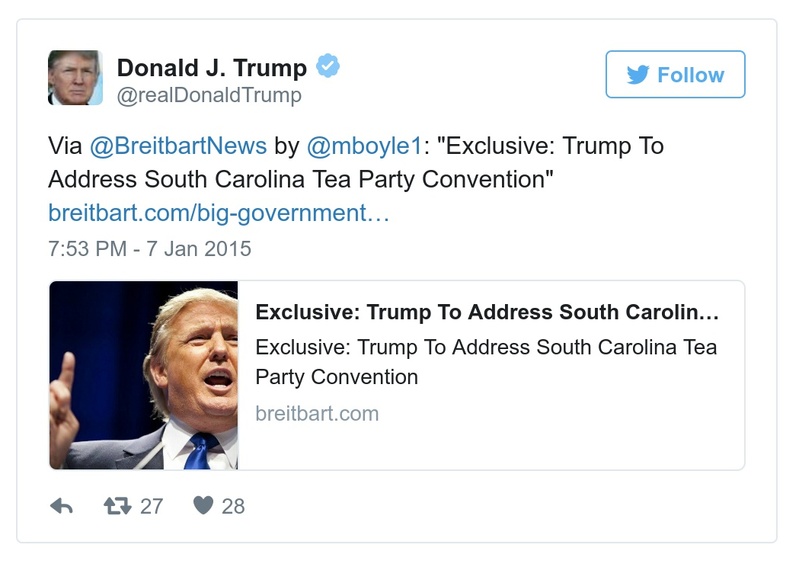 Donald J. Trump
@realDonaldTrump
Follow
Via @BreitbartNews by @mboyle1: "Exclusive: Trump To
Address South Carolina Tea Party Convention"
breitbart.com/big-government…
7:53 PM - 7 Jan 2015
Exclusive: Trump To Address South Carolin…
Exclusive: Trump To Address South Carolina Tea
Party Convention
breitbart.com
27 28